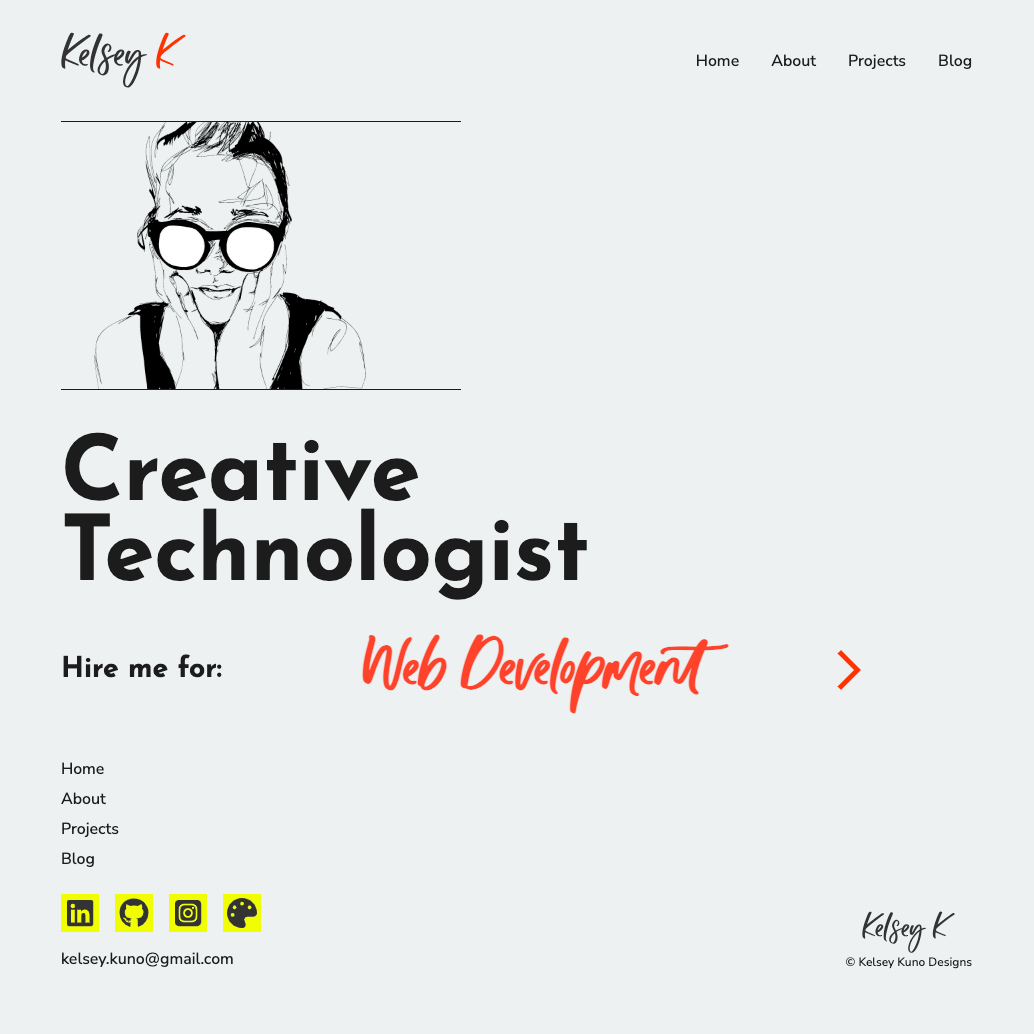 Kelsey K
Home About Projects Blog
Creative
Technologist
Hire me for: Web Development
Home
About
Projects
Blog
kelsey.kuno@gmail.com
Kelsey K
© Kelsey Kuno Designs